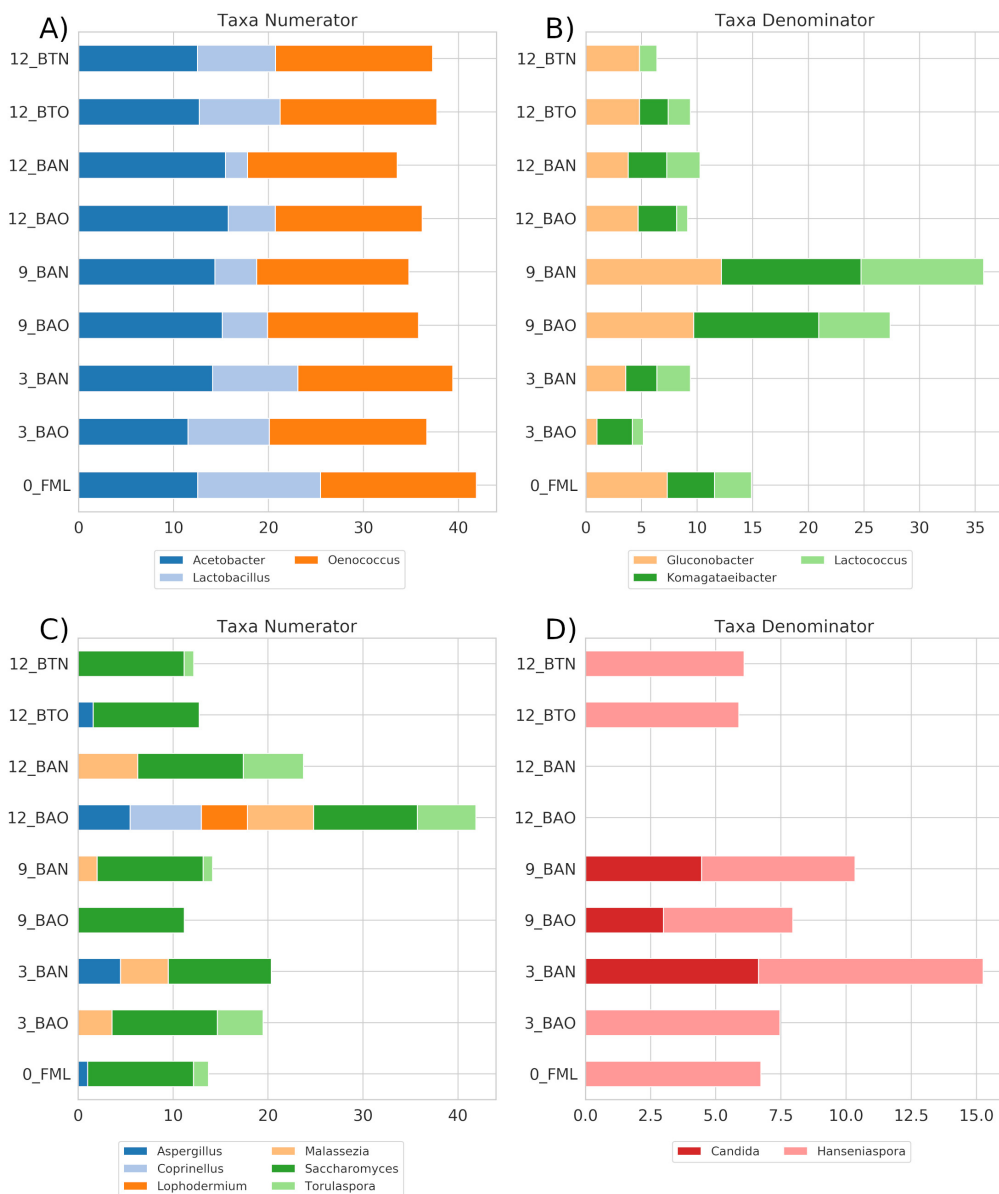 A)
Taxa Numerator
12_BTN
12_BTO
12_BAN
12_BAO
9_BAN
9_BAO
3_BAN
3_BAO
0_FML
0 10 20 30 40
Acetobacter Oenococcus
Lactobacillus
B)
Taxa Denominator
12_BTN
12_BTO
12_BAN
12_BAO
9_BAN
9_BAO
3_BAN
3_BAO
0_FML
0 5 10 15 20 25 30 35
Gluconobacter Lactococcus
Komagataeibacter
C)
Taxa Numerator
12_BTN
12_BTO
12_BAN
12_BAO
9_BAN
9_BAO
3_BAN
3_BAO
0_FML
0 10 20 30 40
Aspergillus Malassezia
Coprinellus Saccharomyces
Lophodermium Torulaspora
D)
Taxa Denominator
12_BTN
12_BTO
12_BAN
12_BAO
9_BAN
9_BAO
3_BAN
3_BAO
0_FML
0.0 2.5 5.0 7.5 10.0 12.5 15.0
Candida Hanseniaspora